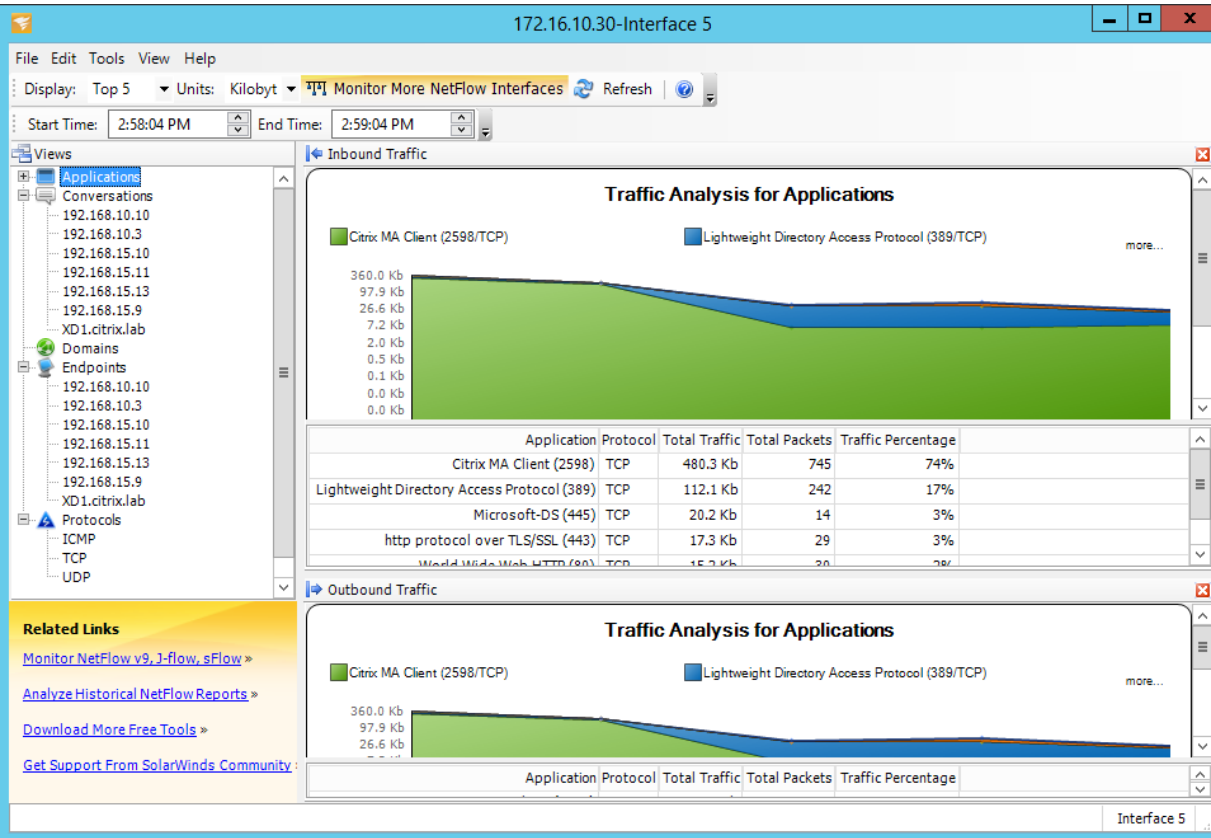 172.16.10.30-Interface 5
File Edit Tools View Help
Display: Top 5 Units: Kilobyt Monitor More NetFlow Interfaces Refresh
Start Time: 2:58:04 PM End Time: 2:59:04 PM
Views
Applications
Conversations
192.168.10.10
192.168.10.3
192.168.15.10
192.168.15.11
192.168.15.13
192.168.15.9
XD1.citrix.lab
Domains
Endpoints
192.168.10.10
192.168.10.3
192.168.15.10
192.168.15.11
192.168.15.13
192.168.15.9
XD1.citrix.lab
Protocols
ICMP
TCP
UDP
Related Links
Monitor NetFlow v9, J-flow, sFlow »
Analyze Historical NetFlow Reports »
Download More Free Tools »
Get Support From SolarWinds Community
Inbound Traffic
Traffic Analysis for Applications
Citrix MA Client (2598/TCP) Lightweight Directory Access Protocol (389/TCP) more...
360.0 Kb
97.9 Kb
26.6 Kb
7.2 Kb
2.0 Kb
0.5 Kb
0.1 Kb
0.0 Kb
0.0 Kb
Application Protocol Total Traffic Total Packets Traffic Percentage
Citrix MA Client (2598) TCP 480.3 Kb 745 74%
Lightweight Directory Access Protocol (389) TCP 112.1 Kb 242 17%
Microsoft-DS (445) TCP 20.2 Kb 14 3%
http protocol over TLS/SSL (443) TCP 17.3 Kb 29 3%
World Wide Web HTTP (80) TCP 15.2 Kb
Outbound Traffic
Traffic Analysis for Applications
Citrix MA Client (2598/TCP) Lightweight Directory Access Protocol (389/TCP) more...
360.0 Kb
97.9 Kb
26.6 Kb
Application Protocol Total Traffic Total Packets Traffic Percentage
Interface 5